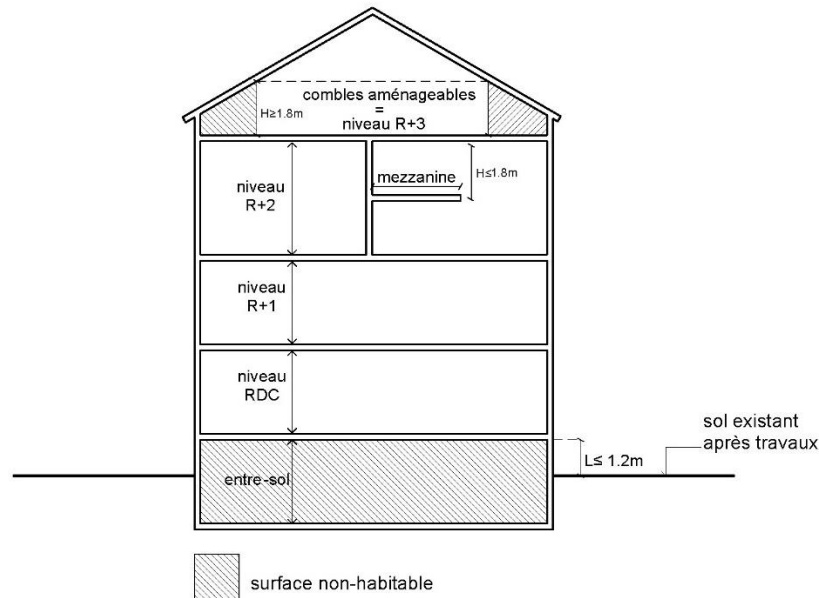 combles aménageables
=
niveau R+3
H≥1.8m
niveau
R+2
mezzanine
H≤1.8m
niveau
R+1
niveau
RDC
sol existant
après travaux
L≤ 1.2m
entre-sol
surface non-habitable